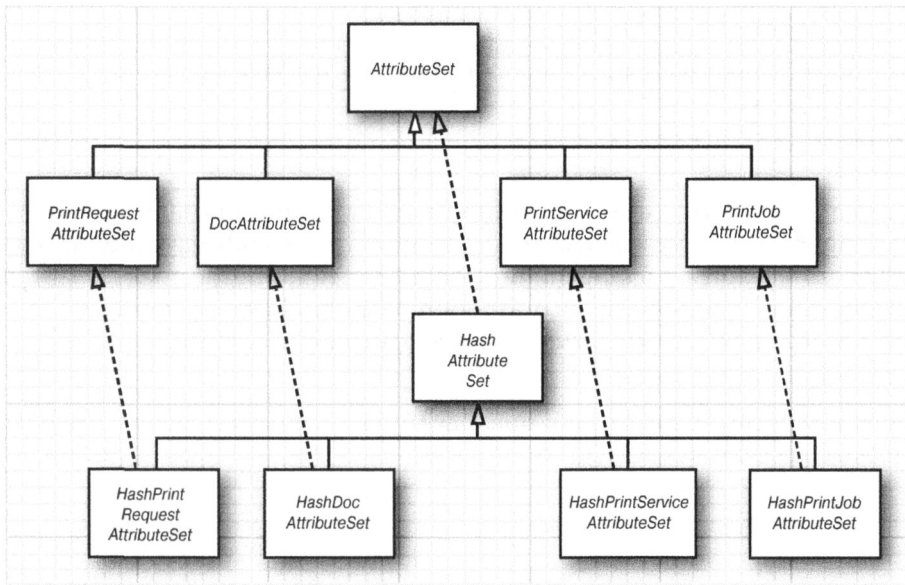 AttributeSet
PrintRequest
AttributeSet
DocAttributeSet
PrintService
AttributeSet
PrintJob
AttributeSet
Hash
Attribute
Set
HashPrint
Request
AttributeSet
HashDoc
AttributeSet
HashPrintService
AttributeSet
HashPrintJob
AttributeSet